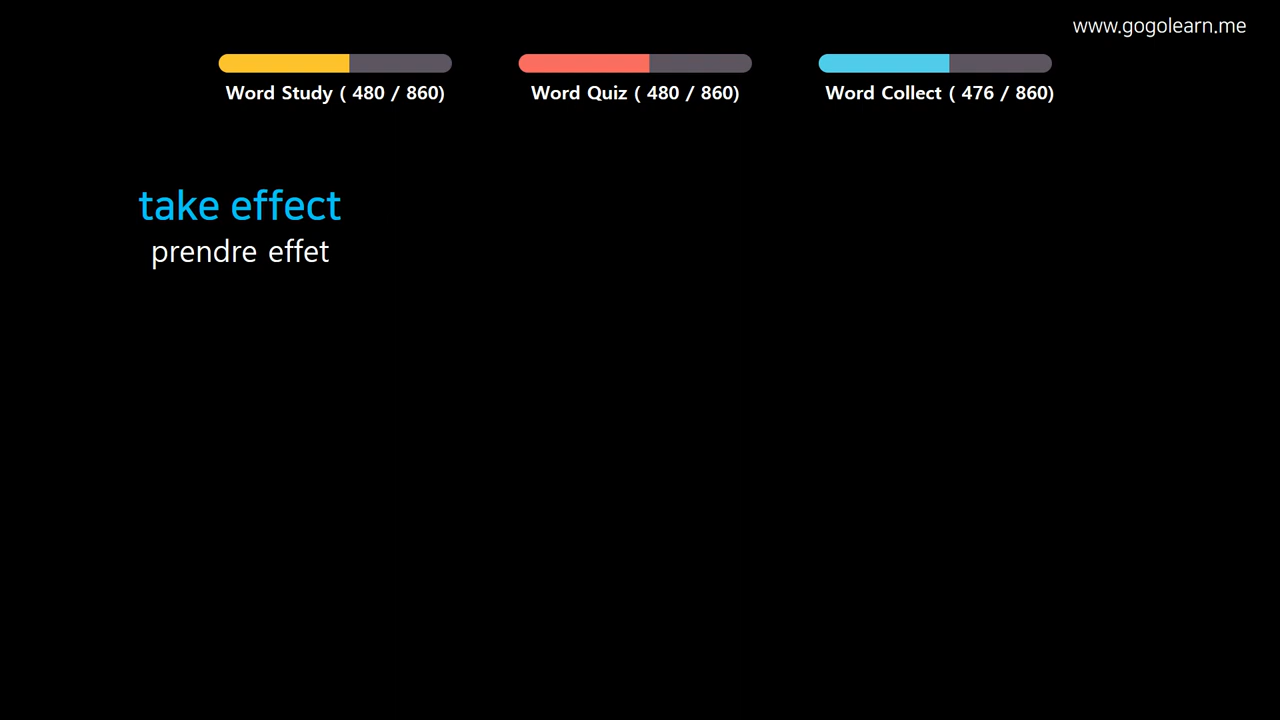 www.gogolearn.me
Word Study ( 480 / 860)
Word Quiz ( 480 / 860)
Word Collect ( 476 / 860)
take effect
prendre effet